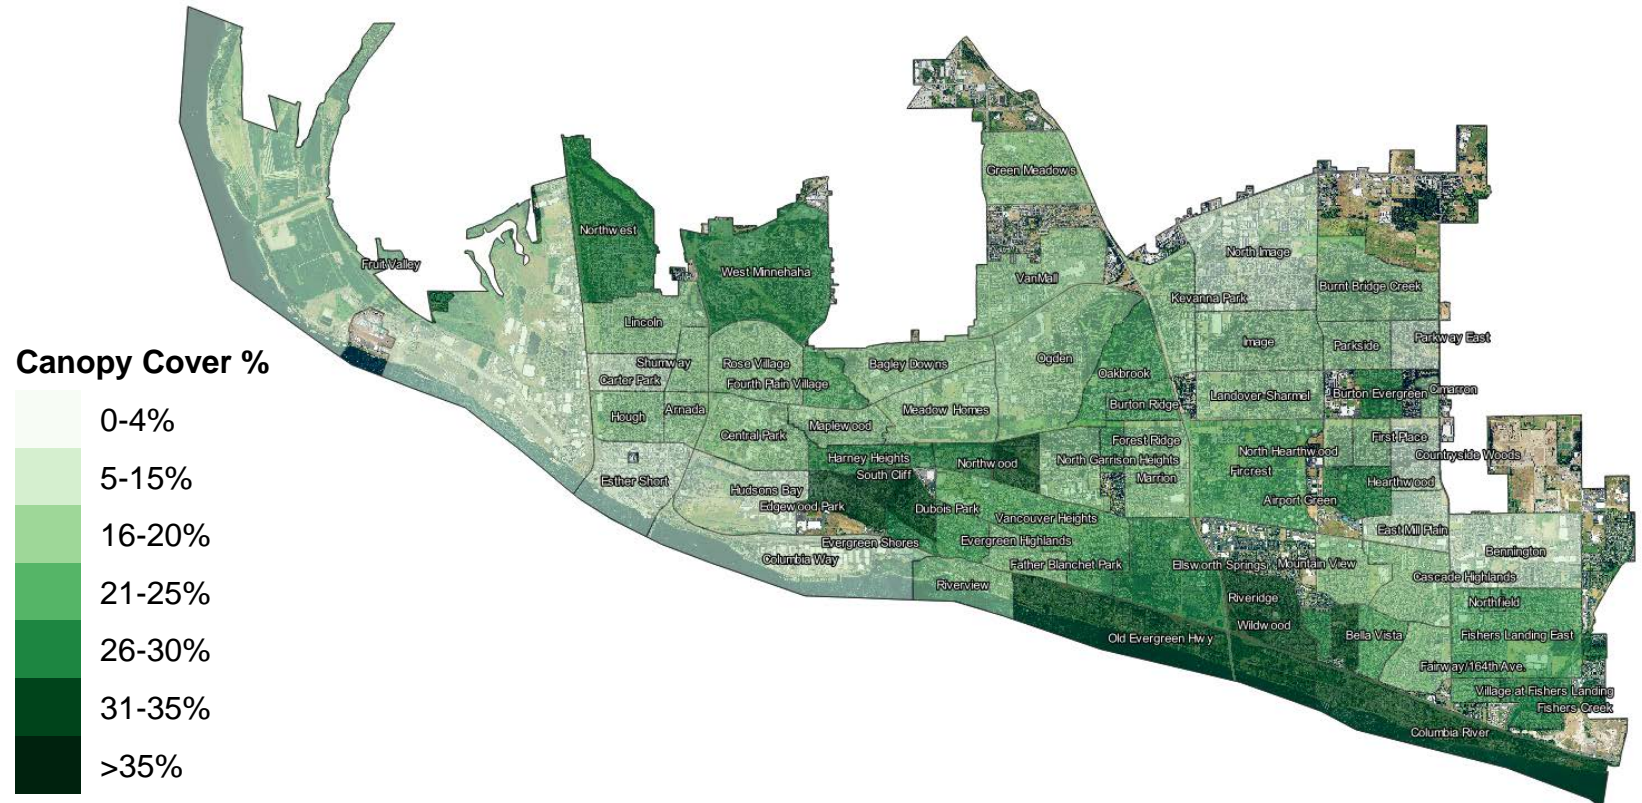 Canopy Cover %
0-4%
5-15%
16-20%
21-25%
26-30%
31-35%
>35%
Green Meadows
Northwest
North Image
Fruit Valley
West Minnehaha
VanMall
Burnt Bridge Creek
Kevanna Park
Lincoln
Parkway East
Image
Parkside
Shumway
Rose Village
Bagley Downs
Ogden
Carter Park
Fourth Plain Village
Oakbrook
Cimarron
Landover-Sharmel
Burton Evergreen
Hough
Arnada
Meadow Homes
Burton Ridge
Maplewood
Central Park
Forest Ridge
First Place
Harney Heights
Northwood
North Garrison Heights
North Hearthwood
Countryside Woods
South Cliff
Fircrest
Esther Short
Marrion
Hearthwood
Hudsons Bay
Airport Green
Edgewood Park
Dubois Park
Vancouver Heights
East Mill Plain
Evergreen Shores
Evergreen Highlands
Bennington
Columbia Way
Father Blanchet Park
Ellsworth Springs
Mountain View
Cascade Highlands
Riverview
Riveridge
Northfield
Wildwood
Old Evergreen Hwy
Bella Vista
Fishers Landing East
Fairway/164th Ave.
Village at Fishers Landing
Fishers Creek
Columbia River